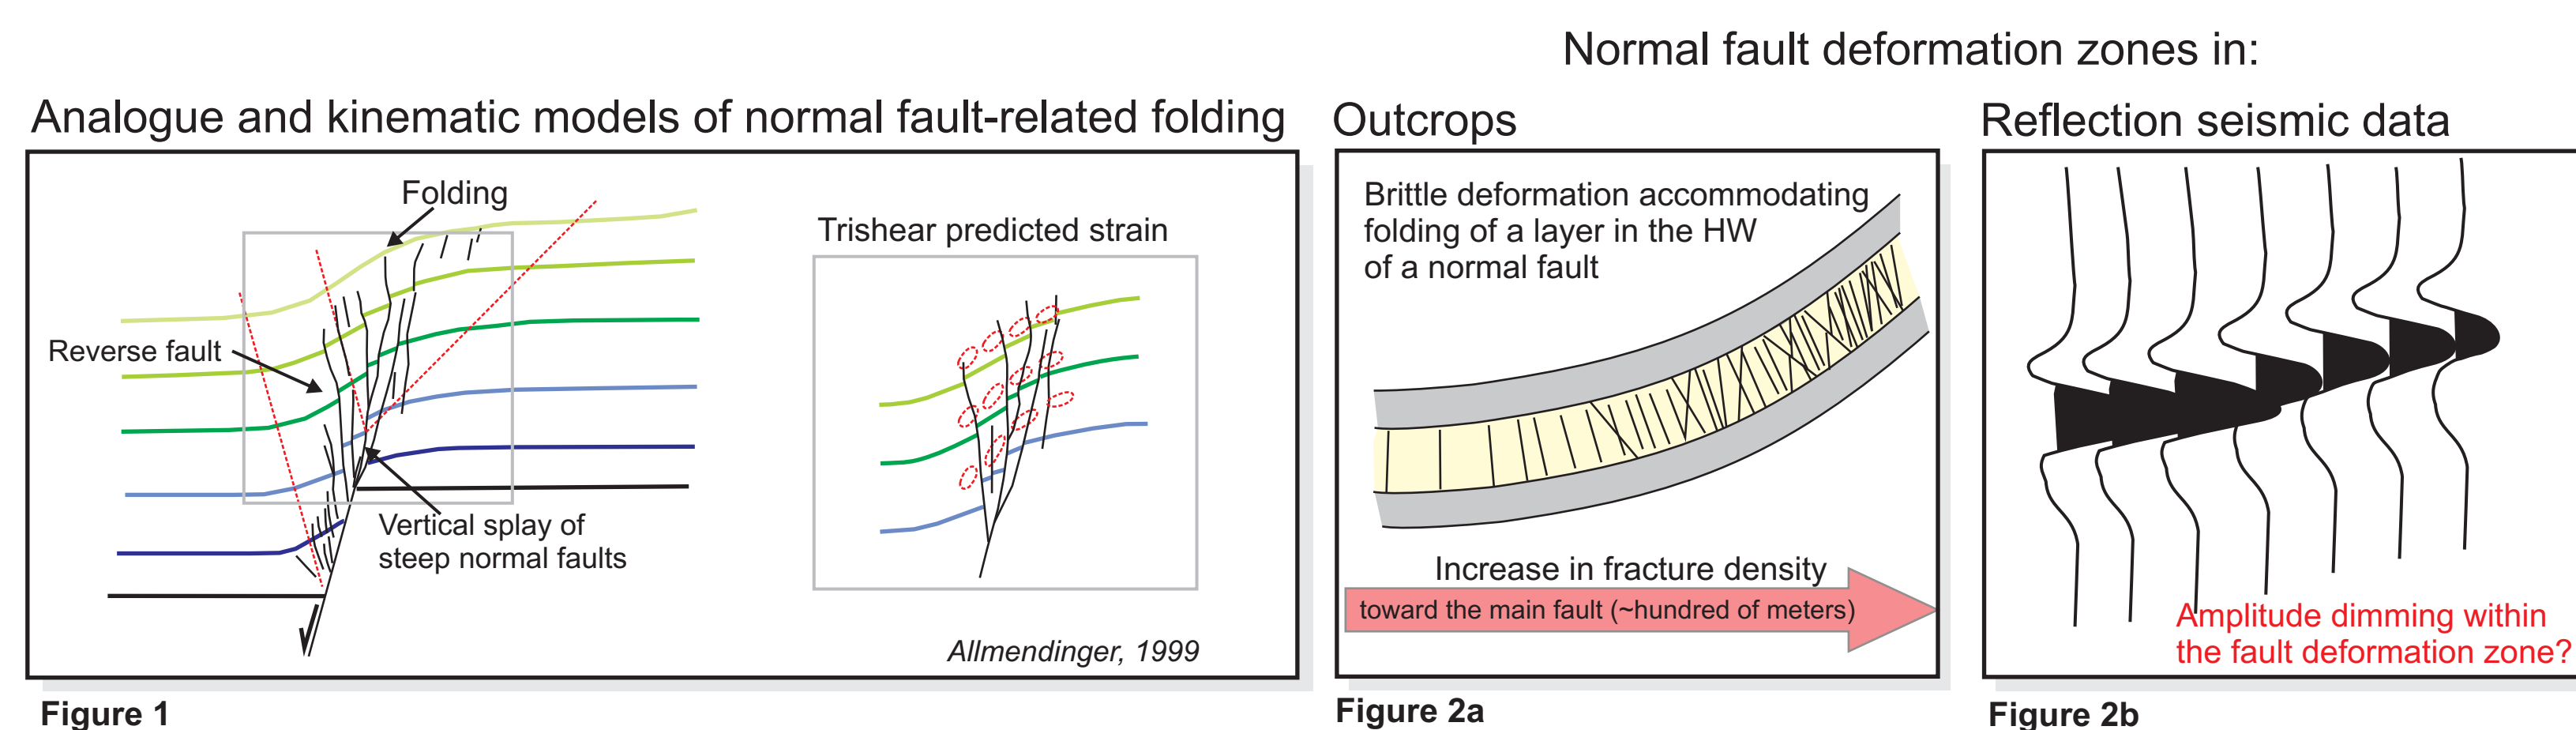 Normal fault deformation zones in:
Analogue and kinematic models of normal fault-related folding
Folding
Reverse fault
Vertical splay of
steep normal faults
Trishear predicted strain
Allmendinger, 1999
Figure 1
Outcrops
Brittle deformation accommodating
folding of a layer in the HW
of a normal fault
Increase in fracture density
toward the main fault (~hundred of meters)
Figure 2a
Reflection seismic data
Amplitude dimming within
the fault deformation zone?
Figure 2b